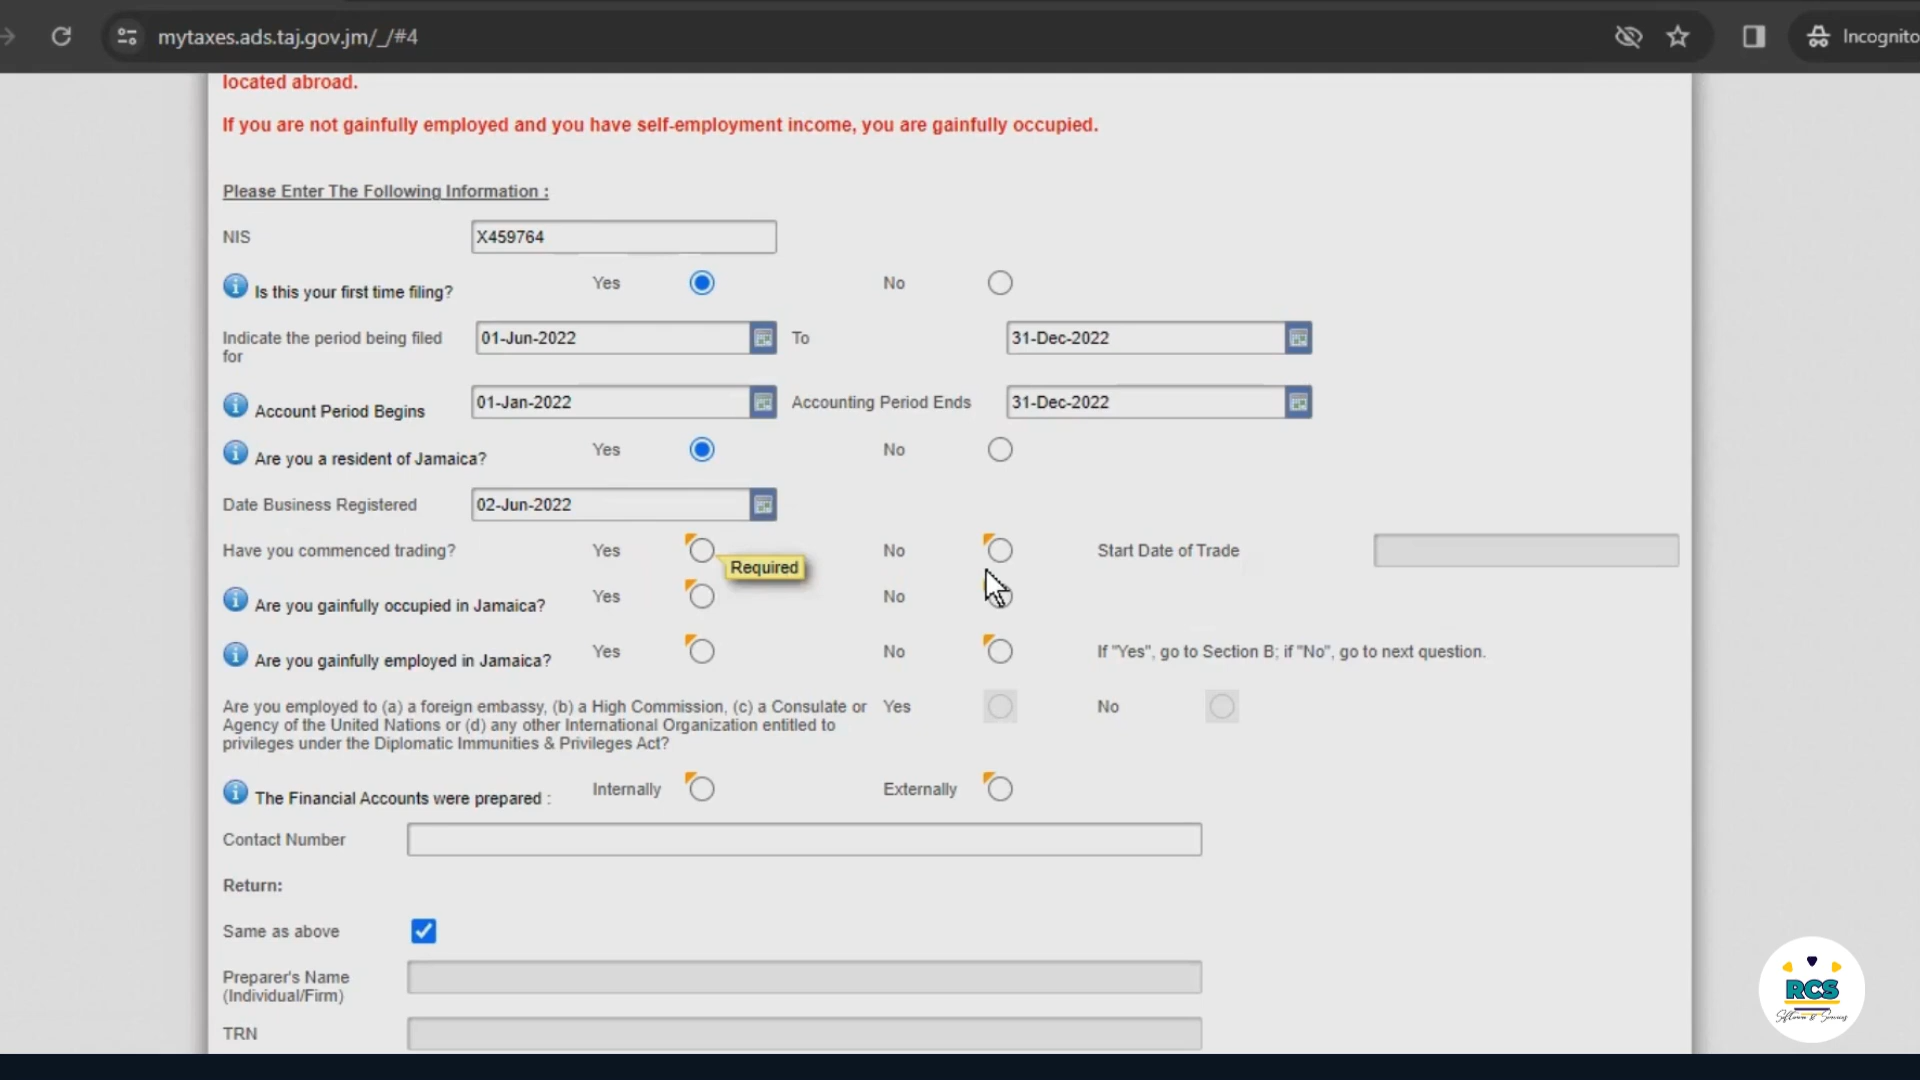 mytaxes.ads.taj.gov.jm/_/#4
Incognito
located abroad.
If you are not gainfully employed and you have self-employment income, you are gainfully occupied.
Please Enter The Following Information :
NIS X459764
Is this your first time filing? Yes No
Indicate the period being filed for 01-Jun-2022 To 31-Dec-2022
Account Period Begins 01-Jan-2022 Accounting Period Ends 31-Dec-2022
Are you a resident of Jamaica? Yes No
Date Business Registered 02-Jun-2022
Have you commenced trading? Yes No Start Date of Trade
Required
Are you gainfully occupied in Jamaica? Yes No
Are you gainfully employed in Jamaica? Yes No If "Yes", go to Section B; if "No", go to next question.
Are you employed to (a) a foreign embassy, (b) a High Commission, (c) a Consulate or Yes No
Agency of the United Nations or (d) any other International Organization entitled to
privileges under the Diplomatic Immunities & Privileges Act?
The Financial Accounts were prepared : Internally Externally
Contact Number
Return:
Same as above
Preparer's Name
(Individual/Firm)
TRN
RCS
Software & Services